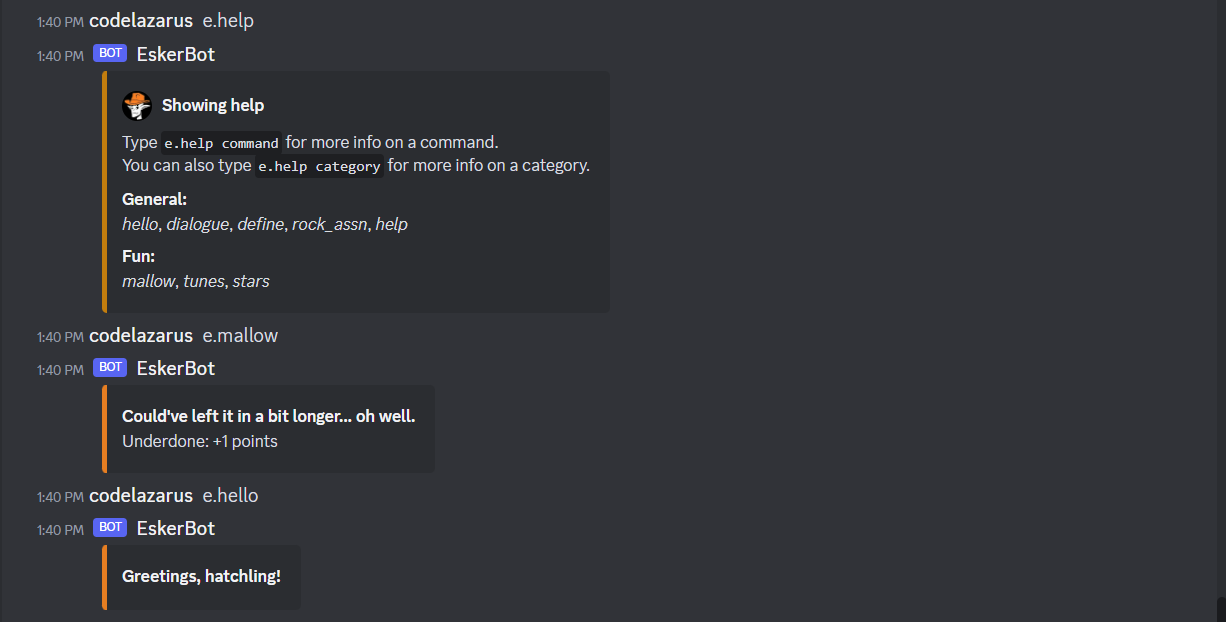 1:40 PM codelazarus e.help
1:40 PM BOT EskerBot
Showing help
Type e.help command for more info on a command.
You can also type e.help category for more info on a category.
General:
hello, dialogue, define, rock_assn, help
Fun:
mallow, tunes, stars
1:40 PM codelazarus e.mallow
1:40 PM BOT EskerBot
Could've left it in a bit longer... oh well.
Underdone: +1 points
1:40 PM codelazarus e.hello
1:40 PM BOT EskerBot
Greetings, hatchling!